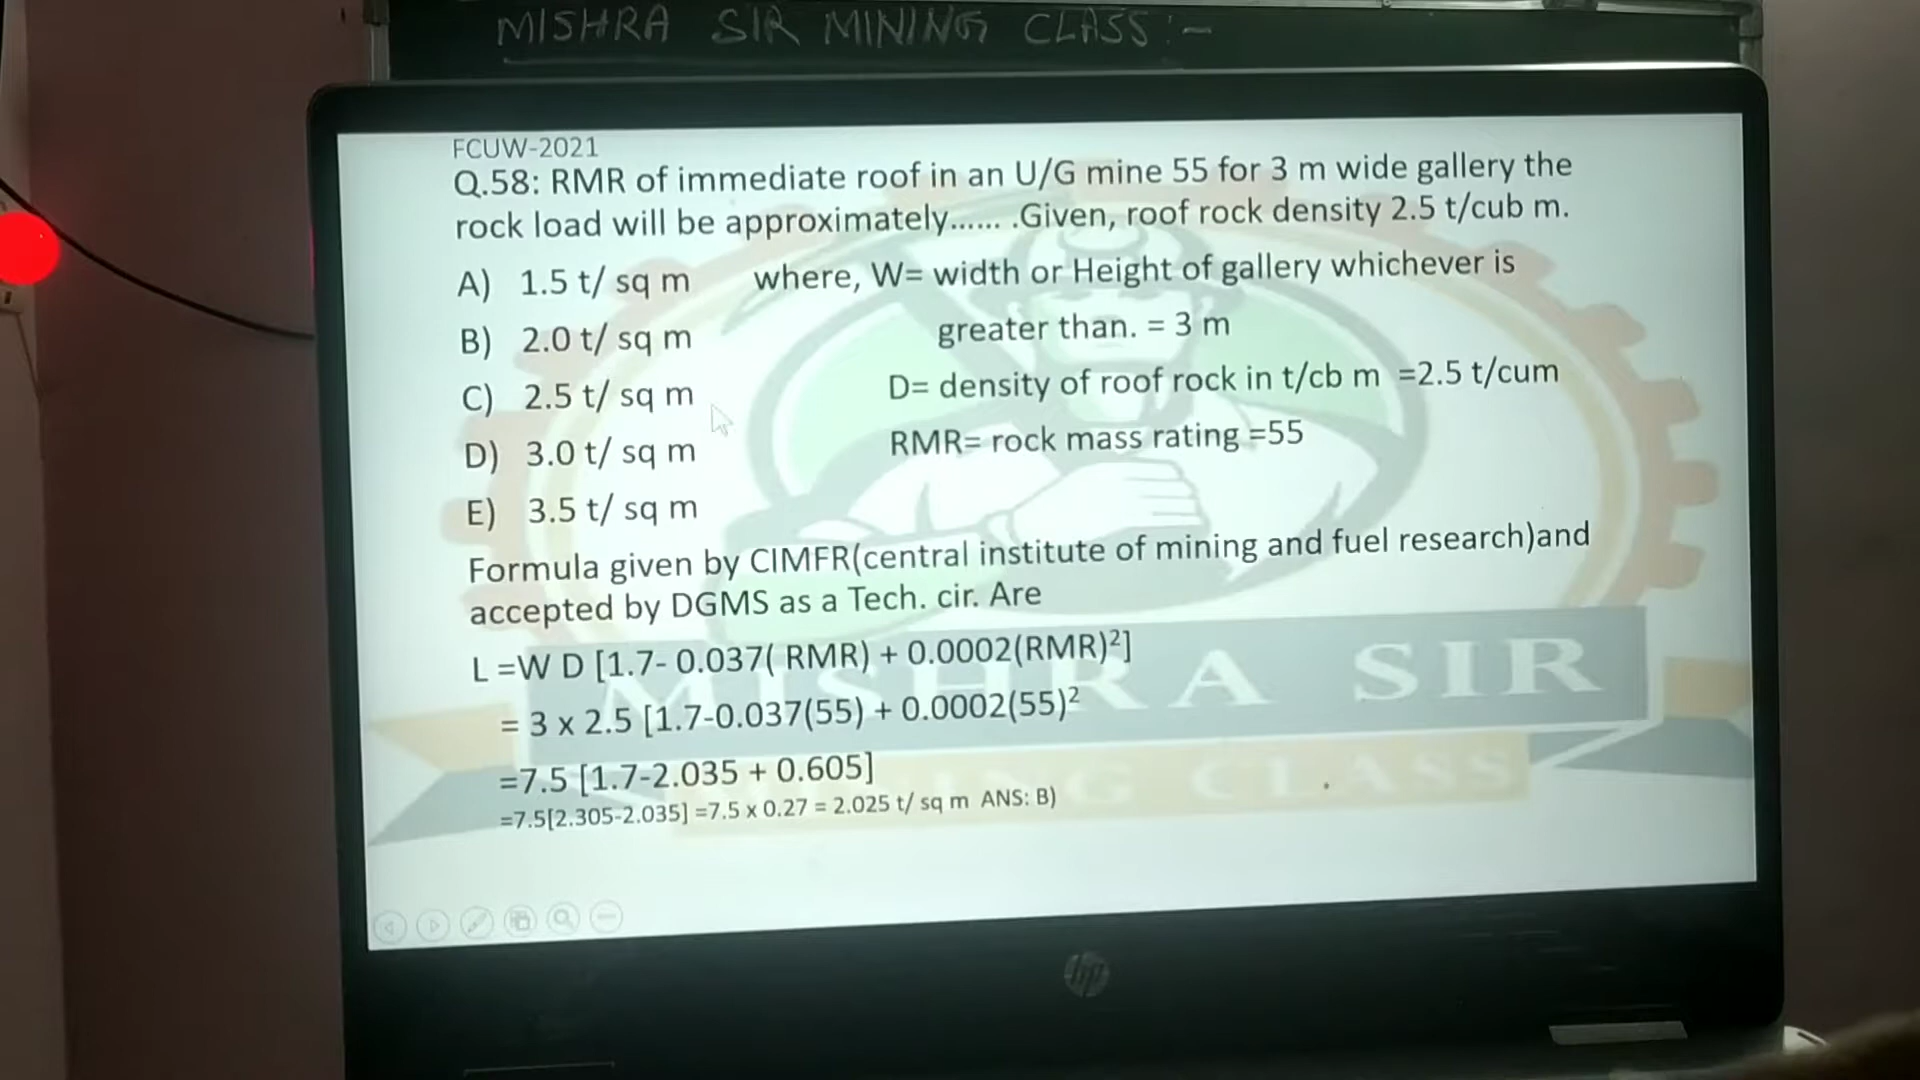 MISHRA SIR MINING CLASS :-
FCUW-2021
Q.58: RMR of immediate roof in an U/G mine 55 for 3 m wide gallery the
rock load will be approximately...... .Given, roof rock density 2.5 t/cub m.
A) 1.5 t/ sq m where, W= width or Height of gallery whichever is
B) 2.0 t/ sq m greater than. = 3 m
C) 2.5 t/ sq m D= density of roof rock in t/cb m =2.5 t/cum
D) 3.0 t/ sq m RMR= rock mass rating =55
E) 3.5 t/ sq m
Formula given by CIMFR(central institute of mining and fuel research)and
accepted by DGMS as a Tech. cir. Are
L =W D [1.7- 0.037( RMR) + 0.0002(RMR)²]
= 3 x 2.5 [1.7-0.037(55) + 0.0002(55)²
=7.5 [1.7-2.035 + 0.605]
=7.5[2.305-2.035] =7.5 x 0.27 = 2.025 t/ sq m ANS: B)
MISHRA SIR
MINING CLASS
hp